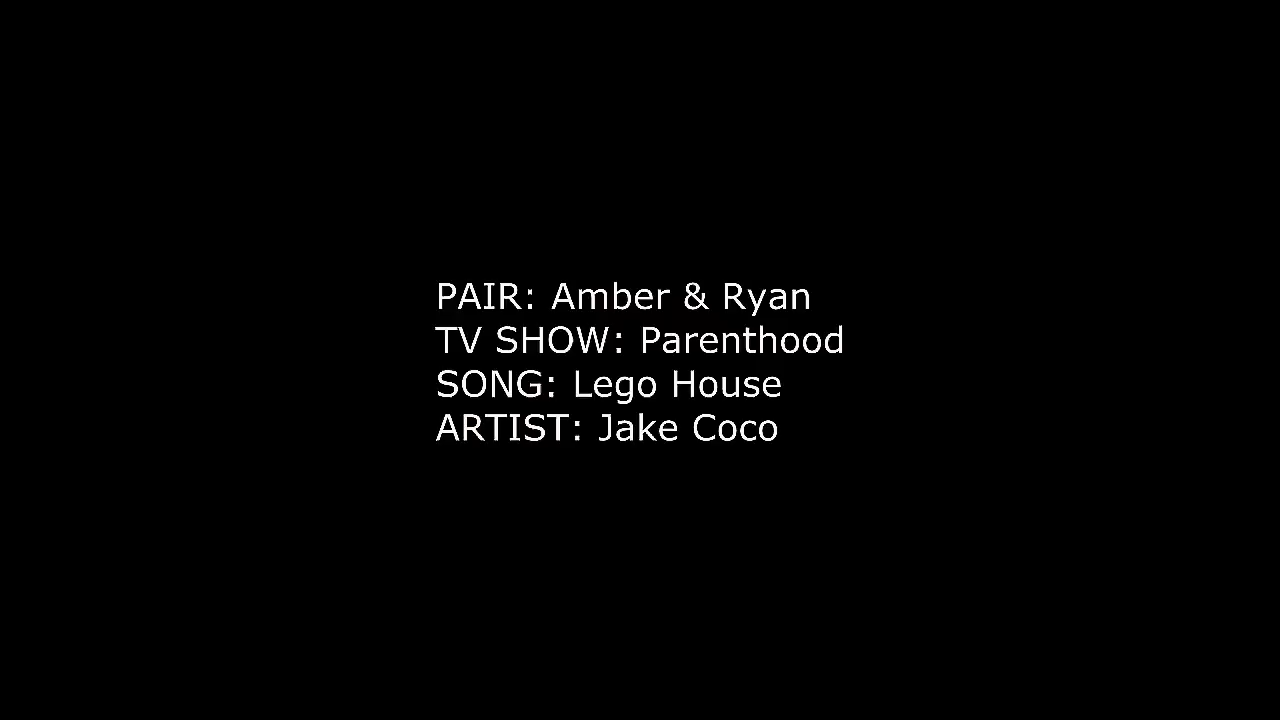 PAIR: Amber & Ryan
TV SHOW: Parenthood
SONG: Lego House
ARTIST: Jake Coco